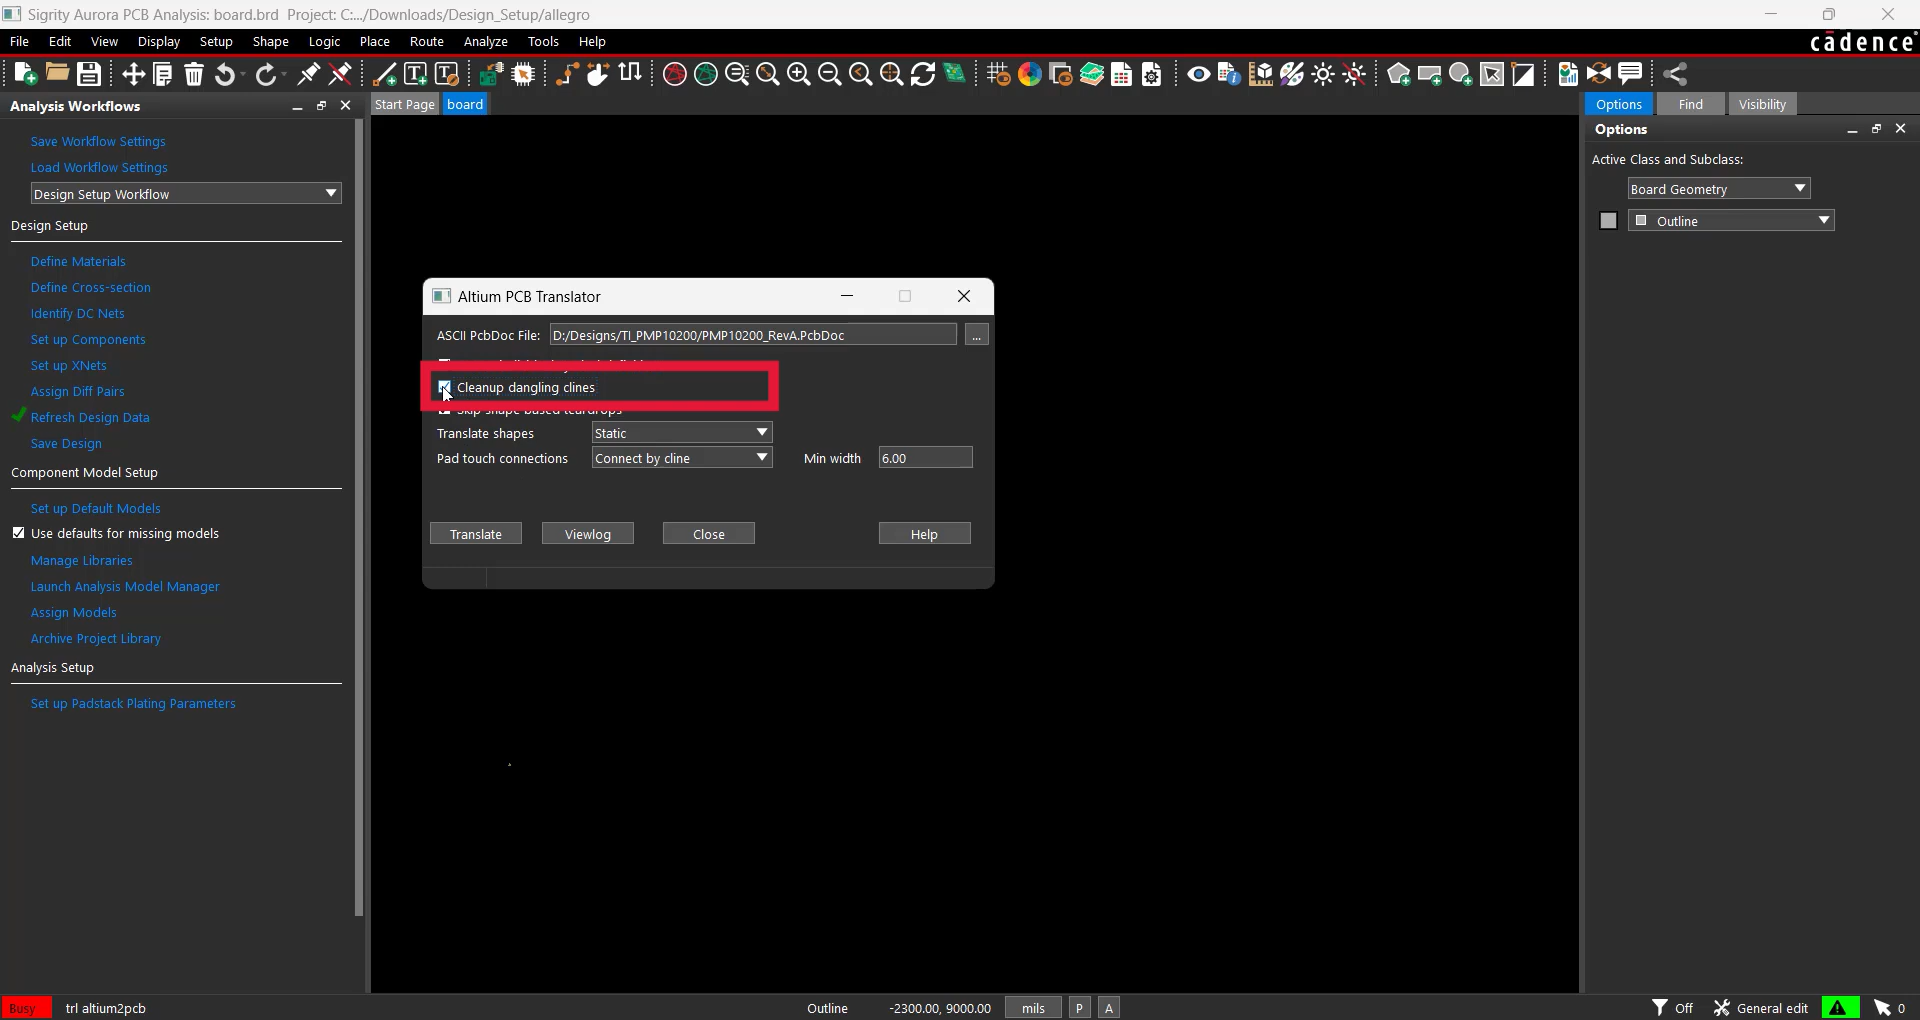 Sigrity Aurora PCB Analysis: board.brd Project: C:.../Downloads/Design_Setup/allegro
File Edit View Display Setup Shape Logic Place Route Analyze Tools Help
cādence
Analysis Workflows
Start Page board
Options Find Visibility
Options
Save Workflow Settings
Load Workflow Settings
Design Setup Workflow
Active Class and Subclass:
Board Geometry
Outline
Design Setup
Define Materials
Define Cross-section
Identify DC Nets
Set up Components
Set up XNets
Assign Diff Pairs
Refresh Design Data
Save Design
Component Model Setup
Set up Default Models
Use defaults for missing models
Manage Libraries
Launch Analysis Model Manager
Assign Models
Archive Project Library
Analysis Setup
Set up Padstack Plating Parameters
Altium PCB Translator
ASCII PcbDoc File: D:/Designs/TI_PMP10200/PMP10200_RevA.PcbDoc ...
Cleanup dangling clines
Skip shape based teardrops
Translate shapes Static
Pad touch connections Connect by cline Min width 6.00
Translate Viewlog Close Help
Busy trl altium2pcb Outline -2300.00, 9000.00 mils P A Off General edit 0